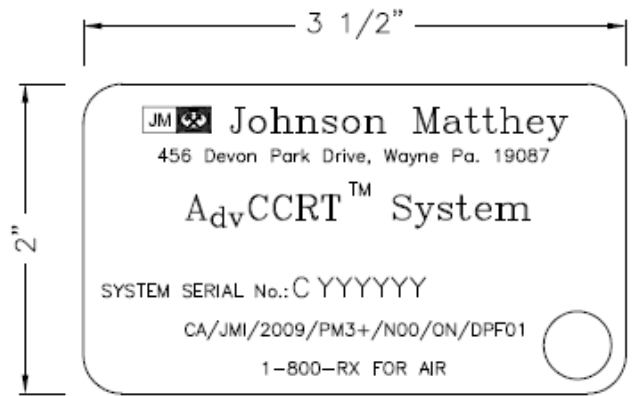 3 1/2"
2"
JM Johnson Matthey
456 Devon Park Drive, Wayne Pa. 19087
AdvCCRT™ System
SYSTEM SERIAL No.: C YYYYYY
CA/JMI/2009/PM3+/N00/ON/DPF01
1-800-RX FOR AIR